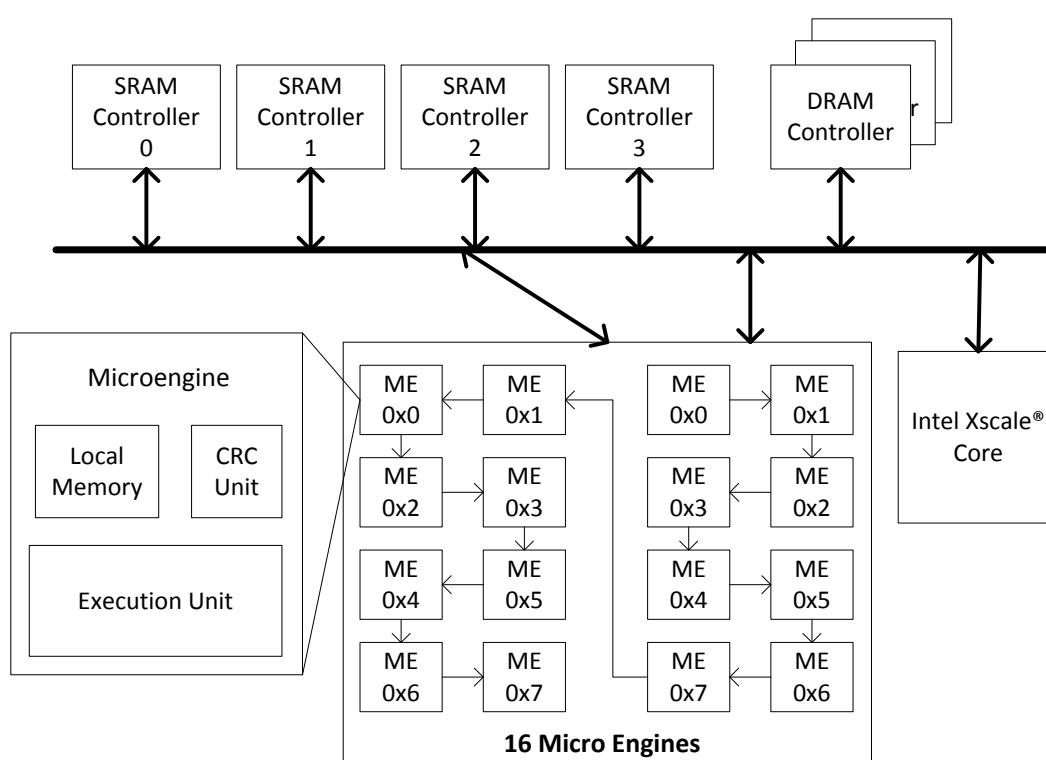 SRAM
Controller
0
SRAM
Controller
1
SRAM
Controller
2
SRAM
Controller
3
DRAM
Controller
r
Microengine
Local
Memory
CRC
Unit
Execution Unit
ME
0x0
ME
0x1
ME
0x0
ME
0x1
ME
0x2
ME
0x3
ME
0x3
ME
0x2
ME
0x4
ME
0x5
ME
0x4
ME
0x5
ME
0x6
ME
0x7
ME
0x7
ME
0x6
16 Micro Engines
Intel Xscale®
Core